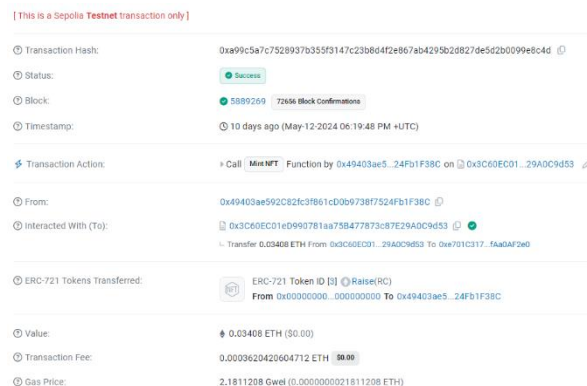 [ This is a Sepolia Testnet transaction only ]
Transaction Hash: 0xa99c5a7c7528937b355f3147c23b8d4f2e867ab4295b2d827de5d2b0099e8c4d
Status: Success
Block: 5889269 72656 Block Confirmations
Timestamp: 10 days ago (May-12-2024 06:19:48 PM +UTC)
Transaction Action: Call Mint NFT Function by 0x49403ae5...24Fb1F38C on 0x3C60EC01...29A0C9d53
From: 0x49403ae592C82fc3f861cD0b9738f7524Fb1F38C
Interacted With (To): 0x3C60EC01eD990781aa75B477873c87E29A0C9d53
Transfer 0.03408 ETH From 0x3C60EC01...29A0C9d53 To 0xe701C317...fAa0AF2e0
ERC-721 Tokens Transferred: ERC-721 Token ID [3] Raise(RC)
NFT From 0x00000000...000000000 To 0x49403ae5...24Fb1F38C
Value: 0.03408 ETH ($0.00)
Transaction Fee: 0.0003620420604712 ETH $0.00
Gas Price: 2.1811208 Gwei (0.0000000021811208 ETH)